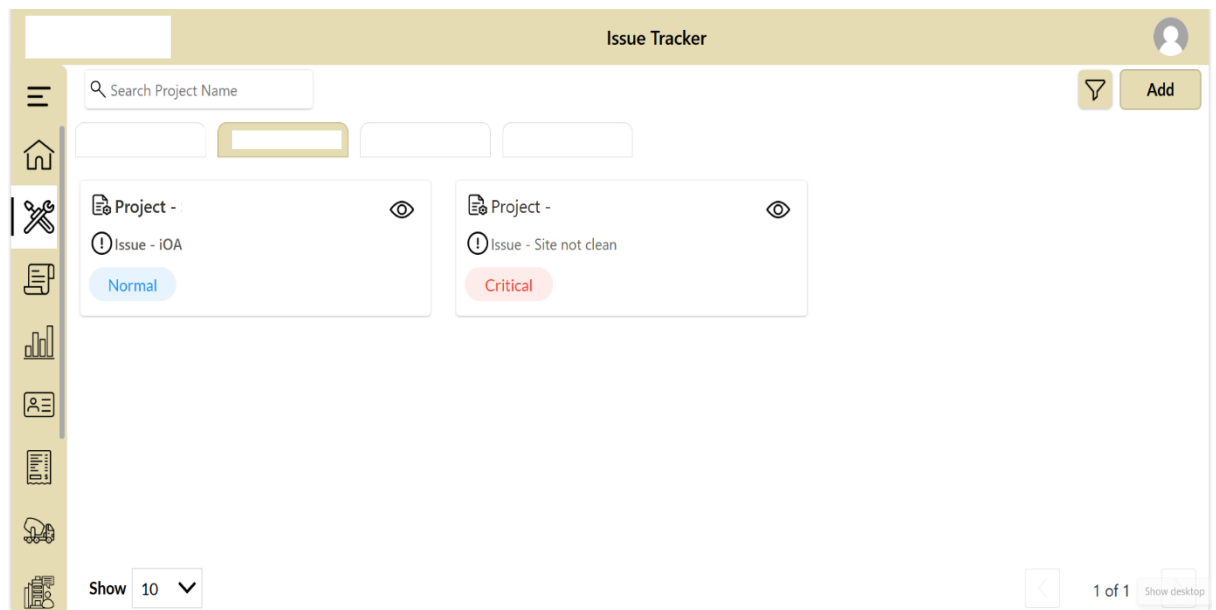 Issue Tracker
Search Project Name
Add
Project -
Issue - iOA
Normal
Project -
Issue - Site not clean
Critical
Show 10
1 of 1
Show desktop